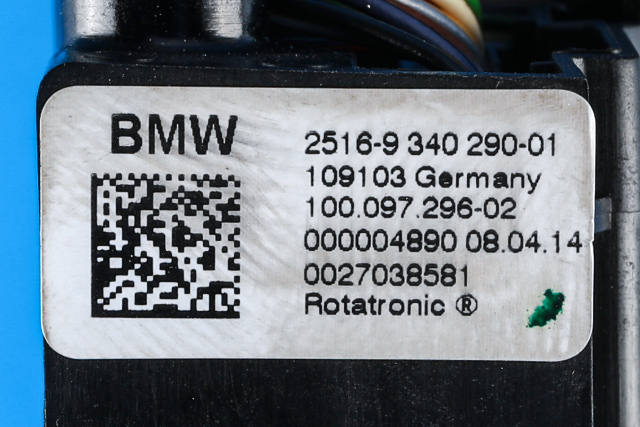 BMW
2516-9 340 290-01
109103 Germany
100.097.296-02
000004890 08.04.14
0027038581
Rotatronic ®